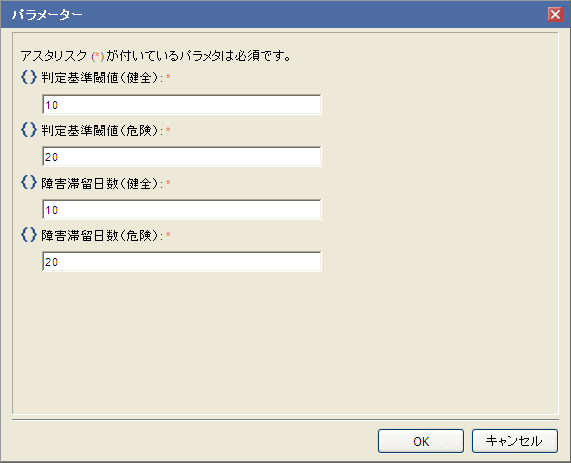 パラメーター
アスタリスク (*) が付いているパラメタは必須です。
判定基準閾値(健全): *
10
判定基準閾値(危険): *
20
障害滞留日数(健全): *
10
障害滞留日数(危険): *
20
OK
キャンセル